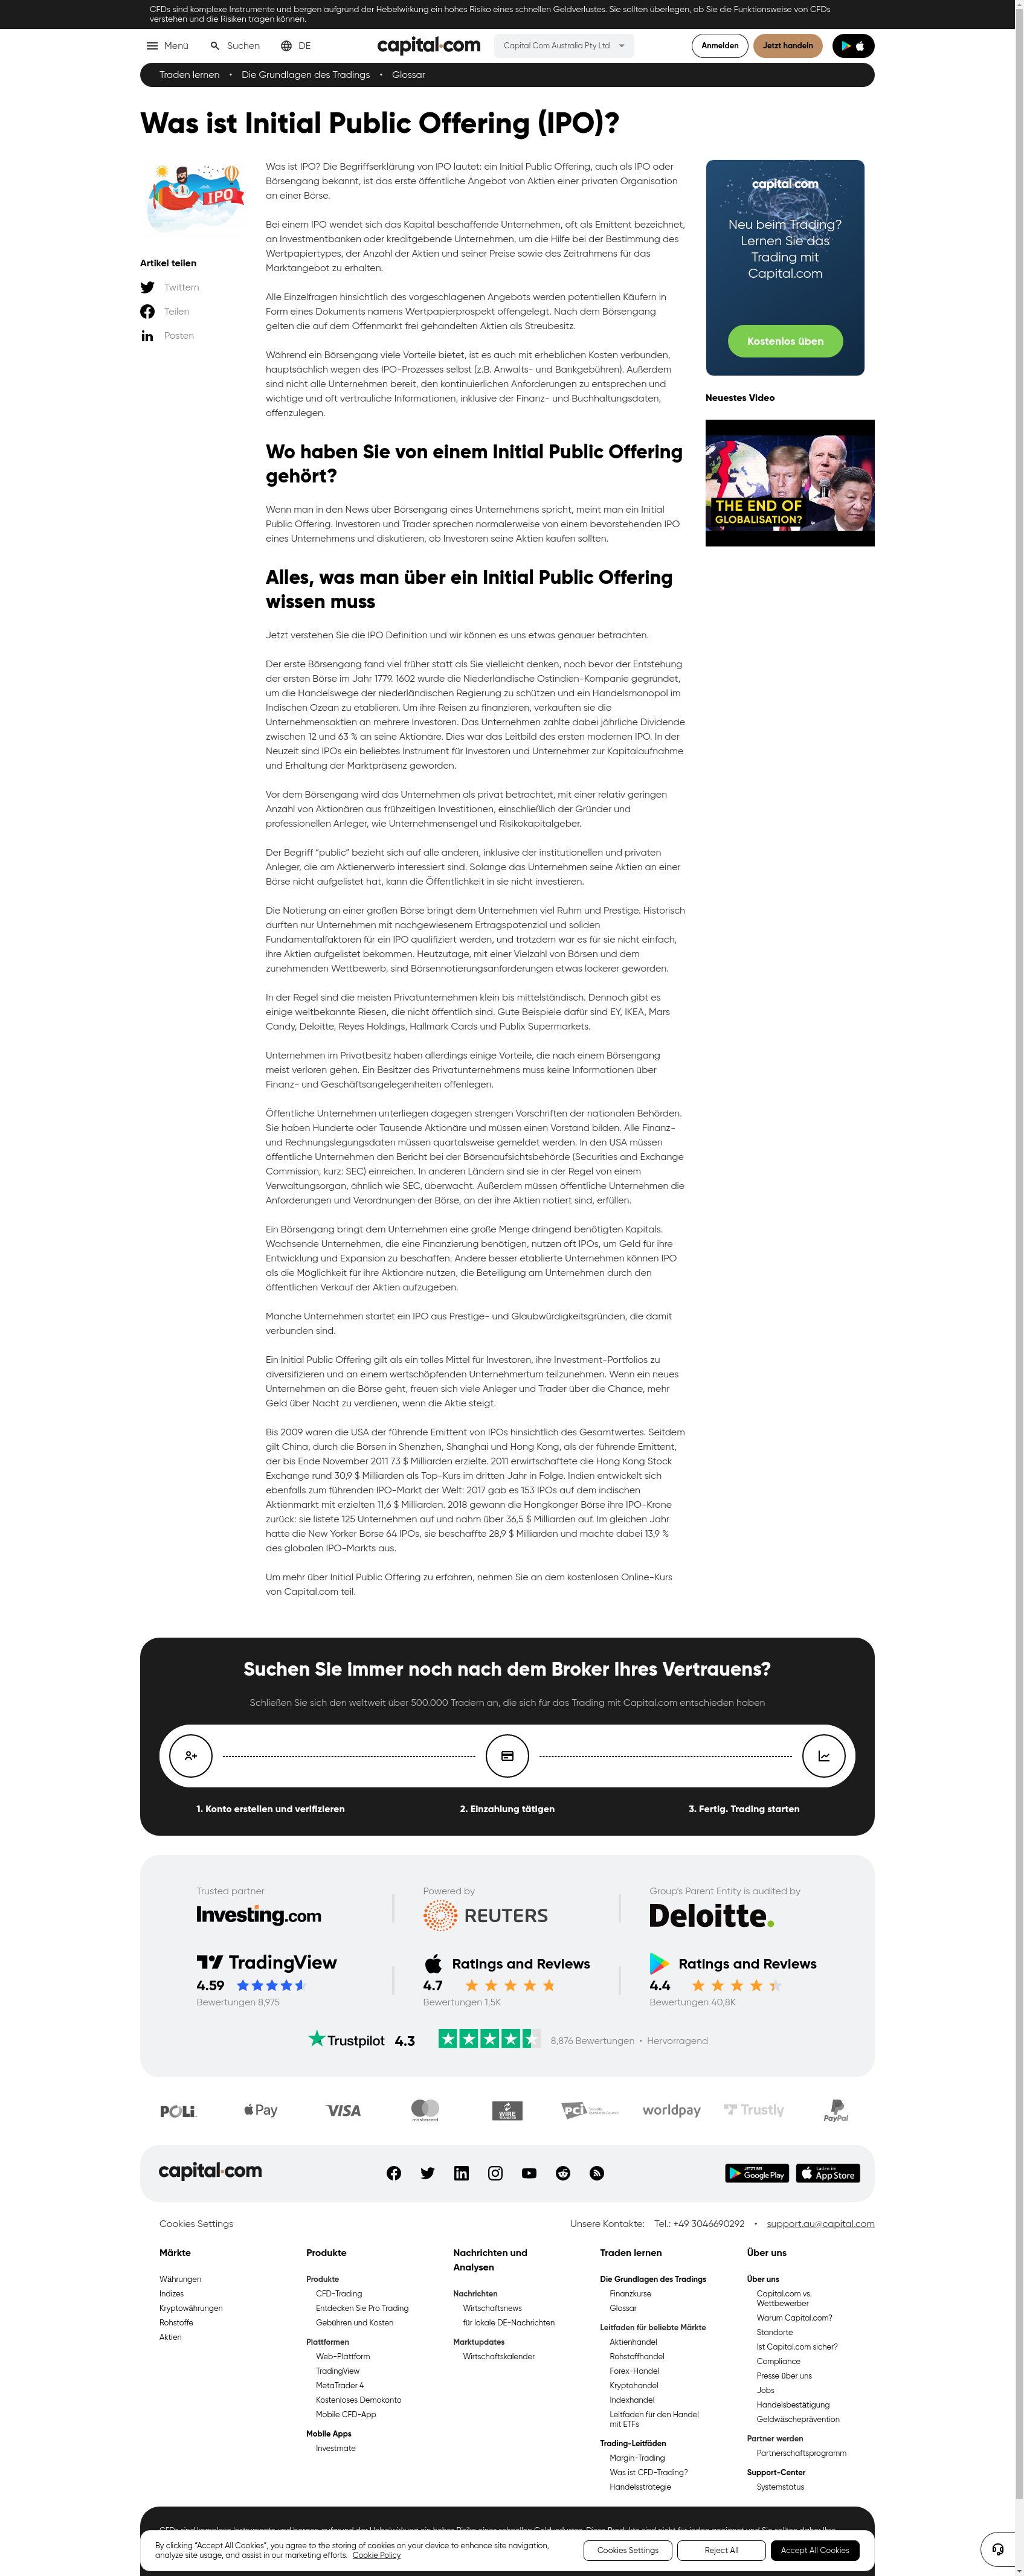 CFDs sind komplexe Instrumente und bergen aufgrund der Hebelwirkung ein hohes Risiko eines schnellen Geldverlustes. Sie sollten überlegen, ob Sie die Funktionsweise von CFDs
verstehen und die Risiken tragen können.
Menü
Suchen
DE
capital.com
Capital Com Australia Pty Ltd
Anmelden
Jetzt handeln
Traden lernen • Die Grundlagen des Tradings • Glossar
Was ist Initial Public Offering (IPO)?
IPO
Artikel teilen
Twittern
Teilen
Posten
Was ist IPO? Die Begriffserklärung von IPO lautet: ein Initial Public Offering, auch als IPO oder
Börsengang bekannt, ist das erste öffentliche Angebot von Aktien einer privaten Organisation
an einer Börse.
Bei einem IPO wendet sich das Kapital beschaffende Unternehmen, oft als Emittent bezeichnet,
an Investmentbanken oder kreditgebende Unternehmen, um die Hilfe bei der Bestimmung des
Wertpapiertypes, der Anzahl der Aktien und seiner Preise sowie des Zeitrahmens für das
Marktangebot zu erhalten.
Alle Einzelfragen hinsichtlich des vorgeschlagenen Angebots werden potentiellen Käufern in
Form eines Dokuments namens Wertpapierprospekt offengelegt. Nach dem Börsengang
gelten die auf dem Offenmarkt frei gehandelten Aktien als Streubesitz.
Während ein Börsengang viele Vorteile bietet, ist es auch mit erheblichen Kosten verbunden,
hauptsächlich wegen des IPO-Prozesses selbst (z.B. Anwalts- und Bankgebühren). Außerdem
sind nicht alle Unternehmen bereit, den kontinuierlichen Anforderungen zu entsprechen und
wichtige und oft vertrauliche Informationen, inklusive der Finanz- und Buchhaltungsdaten,
offenzulegen.
Wo haben Sie von einem Initial Public Offering
gehört?
Wenn man in den News über Börsengang eines Unternehmens spricht, meint man ein Initial
Public Offering. Investoren und Trader sprechen normalerweise von einem bevorstehenden IPO
eines Unternehmens und diskutieren, ob Investoren seine Aktien kaufen sollten.
Alles, was man über ein Initial Public Offering
wissen muss
Jetzt verstehen Sie die IPO Definition und wir können es uns etwas genauer betrachten.
Der erste Börsengang fand viel früher statt als Sie vielleicht denken, noch bevor der Entstehung
der ersten Börse im Jahr 1779. 1602 wurde die Niederländische Ostindien-Kompanie gegründet,
um die Handelswege der niederländischen Regierung zu schützen und ein Handelsmonopol im
Indischen Ozean zu etablieren. Um ihre Reisen zu finanzieren, verkauften sie die
Unternehmensaktien an mehrere Investoren. Das Unternehmen zahlte dabei jährliche Dividende
zwischen 12 und 63 % an seine Aktionäre. Dies war das Leitbild des ersten modernen IPO. In der
Neuzeit sind IPOs ein beliebtes Instrument für Investoren und Unternehmer zur Kapitalaufnahme
und Erhaltung der Marktpräsenz geworden.
Vor dem Börsengang wird das Unternehmen als privat betrachtet, mit einer relativ geringen
Anzahl von Aktionären aus frühzeitigen Investitionen, einschließlich der Gründer und
professionellen Anleger, wie Unternehmensengel und Risikokapitalgeber.
Der Begriff “public” bezieht sich auf alle anderen, inklusive der institutionellen und privaten
Anleger, die am Aktienerwerb interessiert sind. Solange das Unternehmen seine Aktien an einer
Börse nicht aufgelistet hat, kann die Öffentlichkeit in sie nicht investieren.
Die Notierung an einer großen Börse bringt dem Unternehmen viel Ruhm und Prestige. Historisch
durften nur Unternehmen mit nachgewiesenem Ertragspotenzial und soliden
Fundamentalfaktoren für ein IPO qualifiziert werden, und trotzdem war es für sie nicht einfach,
ihre Aktien aufgelistet bekommen. Heutzutage, mit einer Vielzahl von Börsen und dem
zunehmenden Wettbewerb, sind Börsennotierungsanforderungen etwas lockerer geworden.
In der Regel sind die meisten Privatunternehmen klein bis mittelständisch. Dennoch gibt es
einige weltbekannte Riesen, die nicht öffentlich sind. Gute Beispiele dafür sind EY, IKEA, Mars
Candy, Deloitte, Reyes Holdings, Hallmark Cards und Publix Supermarkets.
Unternehmen im Privatbesitz haben allerdings einige Vorteile, die nach einem Börsengang
meist verloren gehen. Ein Besitzer des Privatunternehmens muss keine Informationen über
Finanz- und Geschäftsangelegenheiten offenlegen.
Öffentliche Unternehmen unterliegen dagegen strengen Vorschriften der nationalen Behörden.
Sie haben Hunderte oder Tausende Aktionäre und müssen einen Vorstand bilden. Alle Finanz-
und Rechnungslegungsdaten müssen quartalsweise gemeldet werden. In den USA müssen
öffentliche Unternehmen den Bericht bei der Börsenaufsichtsbehörde (Securities and Exchange
Commission, kurz: SEC) einreichen. In anderen Ländern sind sie in der Regel von einem
Verwaltungsorgan, ähnlich wie SEC, überwacht. Außerdem müssen öffentliche Unternehmen die
Anforderungen und Verordnungen der Börse, an der ihre Aktien notiert sind, erfüllen.
Ein Börsengang bringt dem Unternehmen eine große Menge dringend benötigten Kapitals.
Wachsende Unternehmen, die eine Finanzierung benötigen, nutzen oft IPOs, um Geld für ihre
Entwicklung und Expansion zu beschaffen. Andere besser etablierte Unternehmen können IPO
als die Möglichkeit für ihre Aktionäre nutzen, die Beteiligung am Unternehmen durch den
öffentlichen Verkauf der Aktien aufzugeben.
Manche Unternehmen startet ein IPO aus Prestige- und Glaubwürdigkeitsgründen, die damit
verbunden sind.
Ein Initial Public Offering gilt als ein tolles Mittel für Investoren, ihre Investment-Portfolios zu
diversifizieren und an einem wertschöpfenden Unternehmertum teilzunehmen. Wenn ein neues
Unternehmen an die Börse geht, freuen sich viele Anleger und Trader über die Chance, mehr
Geld über Nacht zu verdienen, wenn die Aktie steigt.
Bis 2009 waren die USA der führende Emittent von IPOs hinsichtlich des Gesamtwertes. Seitdem
gilt China, durch die Börsen in Shenzhen, Shanghai und Hong Kong, als der führende Emittent,
der bis Ende November 2011 73 $ Milliarden erzielte. 2011 erwirtschaftete die Hong Kong Stock
Exchange rund 30,9 $ Milliarden als Top-Kurs im dritten Jahr in Folge. Indien entwickelt sich
ebenfalls zum führenden IPO-Markt der Welt: 2017 gab es 153 IPOs auf dem indischen
Aktienmarkt mit erzielten 11,6 $ Milliarden. 2018 gewann die Hongkonger Börse ihre IPO-Krone
zurück: sie listete 125 Unternehmen auf und nahm über 36,5 $ Milliarden auf. Im gleichen Jahr
hatte die New Yorker Börse 64 IPOs, sie beschaffte 28,9 $ Milliarden und machte dabei 13,9 %
des globalen IPO-Markts aus.
Um mehr über Initial Public Offering zu erfahren, nehmen Sie an dem kostenlosen Online-Kurs
von Capital.com teil.
capital.com
Neu beim Trading?
Lernen Sie das
Trading mit
Capital.com
Kostenlos üben
Neuestes Video
THE END OF
GLOBALISATION?
Suchen Sie immer noch nach dem Broker Ihres Vertrauens?
Schließen Sie sich den weltweit über 500.000 Tradern an, die sich für das Trading mit Capital.com entschieden haben
1. Konto erstellen und verifizieren
2. Einzahlung tätigen
3. Fertig. Trading starten
Trusted partner
Investing.com
Powered by
REUTERS
Group's Parent Entity is audited by
Deloitte.
TradingView
4.59
Bewertungen 8,975
Ratings and Reviews
4.7
Bewertungen 1,5K
Ratings and Reviews
4.4
Bewertungen 40,8K
Trustpilot 4.3
8,876 Bewertungen • Hervorragend
POLi
Pay
VISA
mastercard
WIRE
PCI
worldpay
Trustly
PayPal
capital.com
JETZT BEI
Google Play
Laden im
App Store
Cookies Settings
Unsere Kontakte: Tel.: +49 3046690292 • support.au@capital.com
Märkte
Währungen
Indizes
Kryptowährungen
Rohstoffe
Aktien
Produkte
Produkte
CFD-Trading
Entdecken Sie Pro Trading
Gebühren und Kosten
Plattformen
Web-Plattform
TradingView
MetaTrader 4
Kostenloses Demokonto
Mobile CFD-App
Mobile Apps
Investmate
Nachrichten und
Analysen
Nachrichten
Wirtschaftsnews
für lokale DE-Nachrichten
Marktupdates
Wirtschaftskalender
Traden lernen
Die Grundlagen des Tradings
Finanzkurse
Glossar
Leitfaden für beliebte Märkte
Aktienhandel
Rohstoffhandel
Forex-Handel
Kryptohandel
Indexhandel
Leitfaden für den Handel
mit ETFs
Trading-Leitfäden
Margin-Trading
Was ist CFD-Trading?
Handelsstrategie
Über uns
Über uns
Capital.com vs.
Wettbewerber
Warum Capital.com?
Standorte
Ist Capital.com sicher?
Compliance
Presse über uns
Jobs
Handelsbestätigung
Geldwäscheprävention
Partner werden
Partnerschaftsprogramm
Support-Center
Systemstatus
By clicking “Accept All Cookies”, you agree to the storing of cookies on your device to enhance site navigation,
analyze site usage, and assist in our marketing efforts. Cookie Policy
Cookies Settings
Reject All
Accept All Cookies